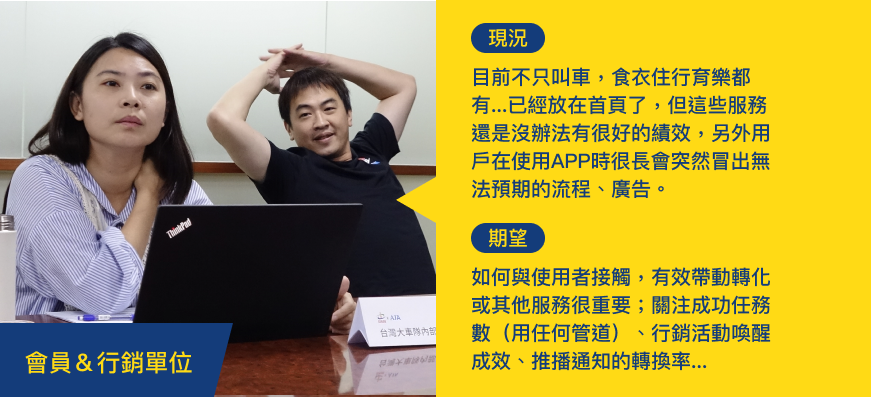 現況
目前不只叫車，食衣住行育樂都
有...已經放在首頁了，但這些服務
還是沒辦法有很好的績效，另外用
戶在使用APP時很長會突然冒出無
法預期的流程、廣告。
期望
如何與使用者接觸，有效帶動轉化
或其他服務很重要；關注成功任務
數（用任何管道）、行銷活動喚醒
成效、推播通知的轉換率...
ThinkPad
台灣大車隊內部
會員＆行銷單位